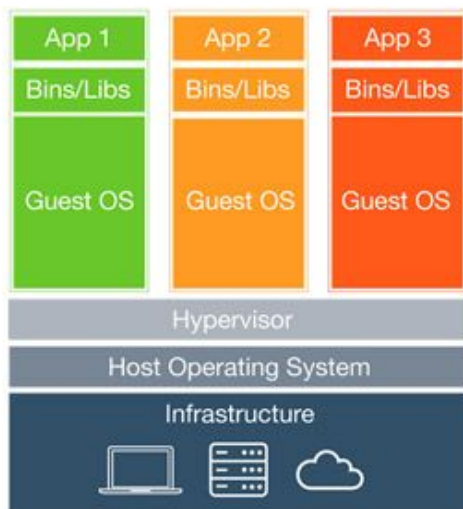 App 1
App 2
App 3
Bins/Libs
Bins/Libs
Bins/Libs
Guest OS
Guest OS
Guest OS
Hypervisor
Host Operating System
Infrastructure